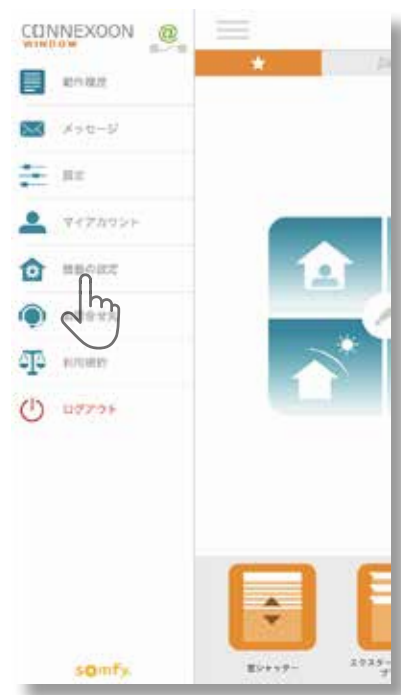 CONNEXOON
WINDOW
動作履歴
メッセージ
設定
マイアカウント
機器の設定
利用規約
ログアウト
somfy.
窓シャッター